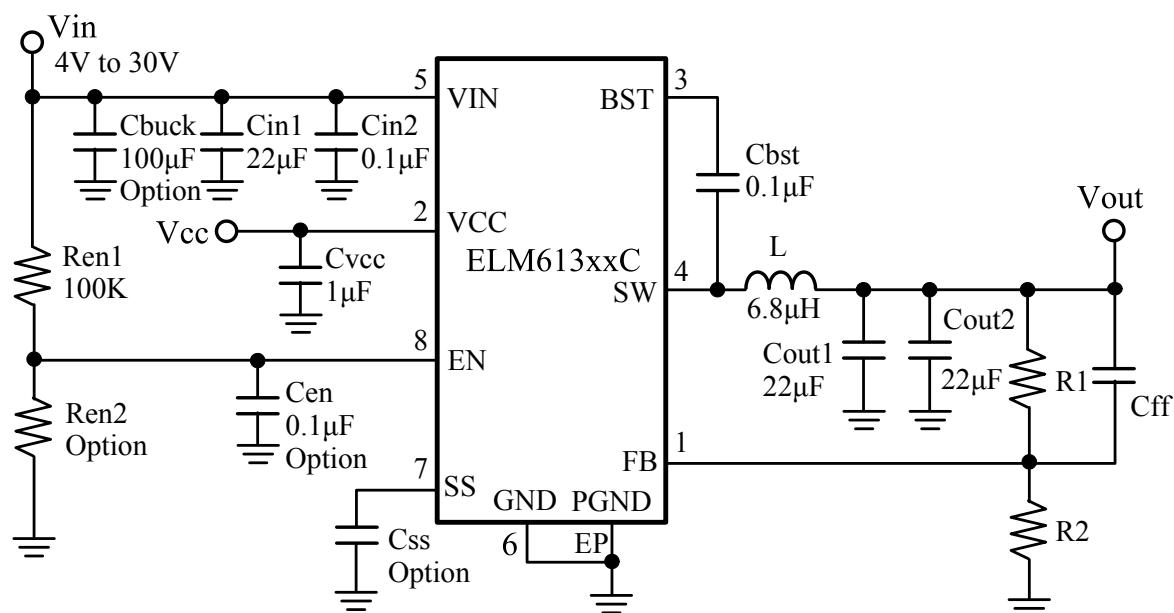 Vin
4V to 30V
5
VIN
BST
3
Cbuck
100μF
Option
Cin1
22μF
Cin2
0.1μF
Cbst
0.1μF
Vcc
2
VCC
Cvcc
1μF
ELM613xxC
Vout
Ren1
100K
SW
4
L
6.8μH
Cout1
22μF
Cout2
22μF
R1
Cff
8
EN
Ren2
Option
Cen
0.1μF
Option
FB
1
7
SS
GND
PGND
6
EP
Css
Option
R2